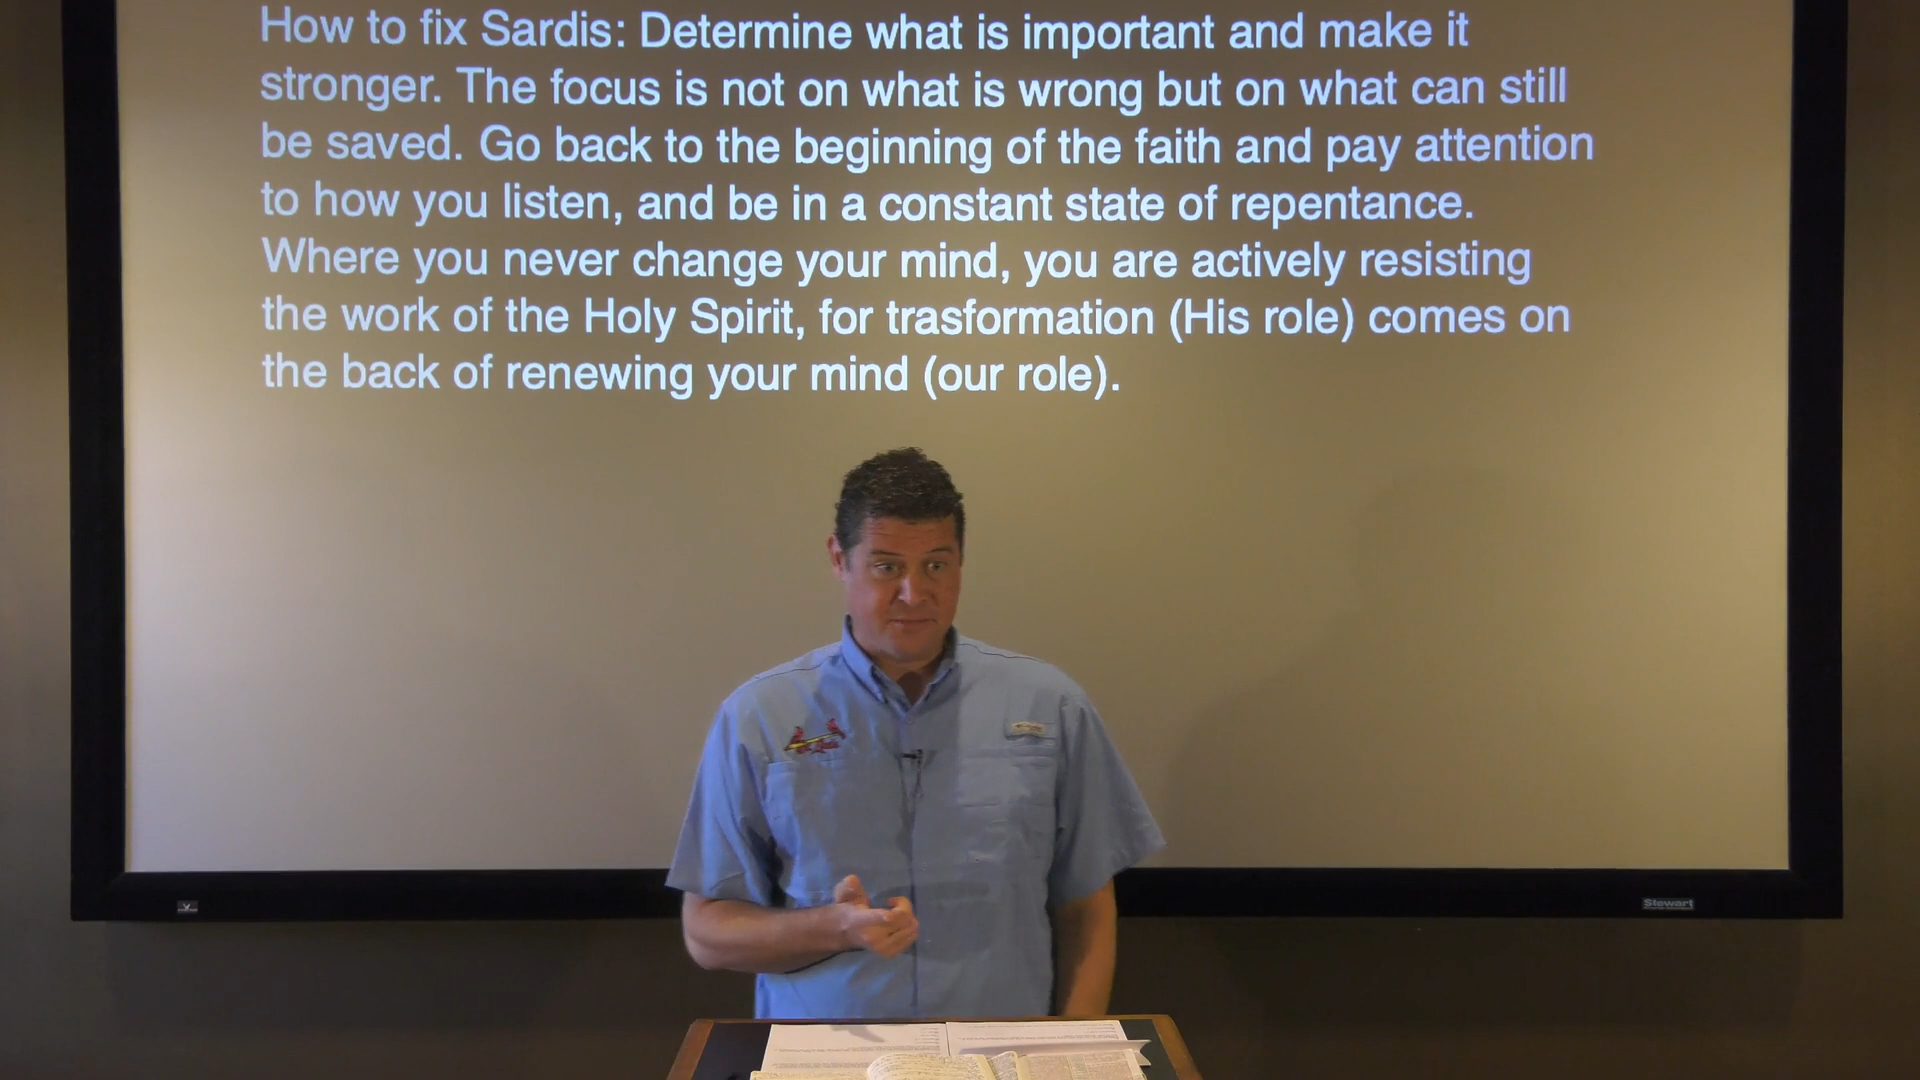 How to fix Sardis: Determine what is important and make it
stronger. The focus is not on what is wrong but on what can still
be saved. Go back to the beginning of the faith and pay attention
to how you listen, and be in a constant state of repentance.
Where you never change your mind, you are actively resisting
the work of the Holy Spirit, for trasformation (His role) comes on
the back of renewing your mind (our role).
Stewart